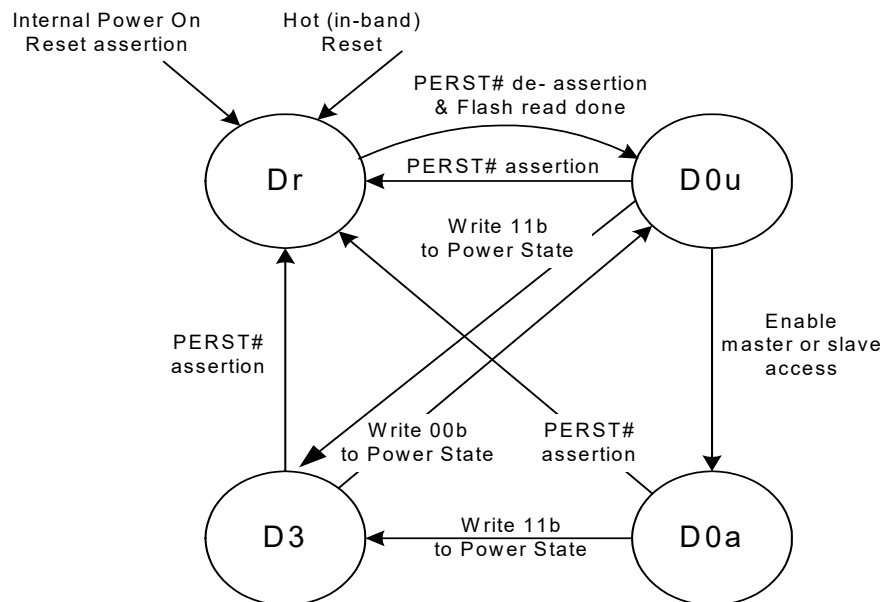 Internal Power On
Reset assertion
Hot (in-band)
Reset
PERST# de- assertion
& Flash read done
Dr
PERST# assertion
D0u
Write 11b
to Power State
PERST#
assertion
Enable
master or slave
access
Write 00b
to Power State
PERST#
assertion
D3
Write 11b
to Power State
D0a